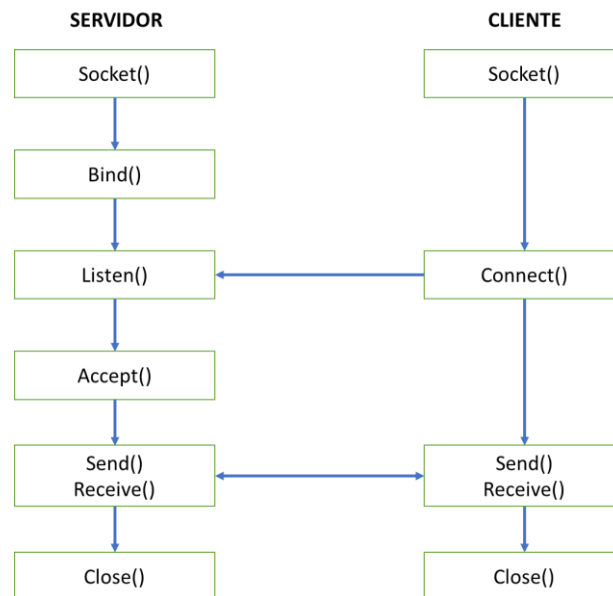 SERVIDOR
Socket()
Bind()
Listen()
Accept()
Send()
Receive()
Close()
CLIENTE
Socket()
Connect()
Send()
Receive()
Close()